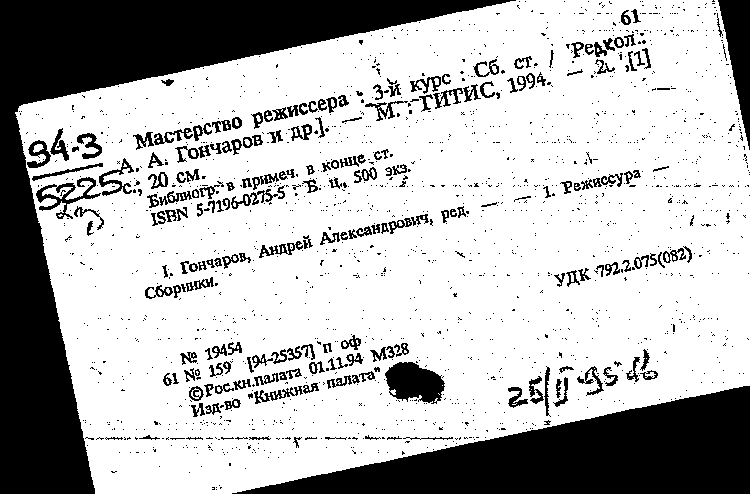 61
94-3
5225
Мастерство режиссера : 3-й курс : Сб. ст. / Редкол.:
А. А. Гончаров и др.]. — М. : ГИТИС, 1994. — ,[1]
с.; 20 см.
Библиогр. в примеч. в конце ст.
ISBN 5-7196-0275-5 : Б. ц., 500 экз.
I. Гончаров, Андрей Александрович, ред. — — 1. Режиссура —
Сборники.
УДК 792.2.075(082)
№ 19454
61 № 159 [94-25357] п оф
©Рос.кн.палата 01.11.94 М328
Изд-во "Книжная палата"
25/II-95